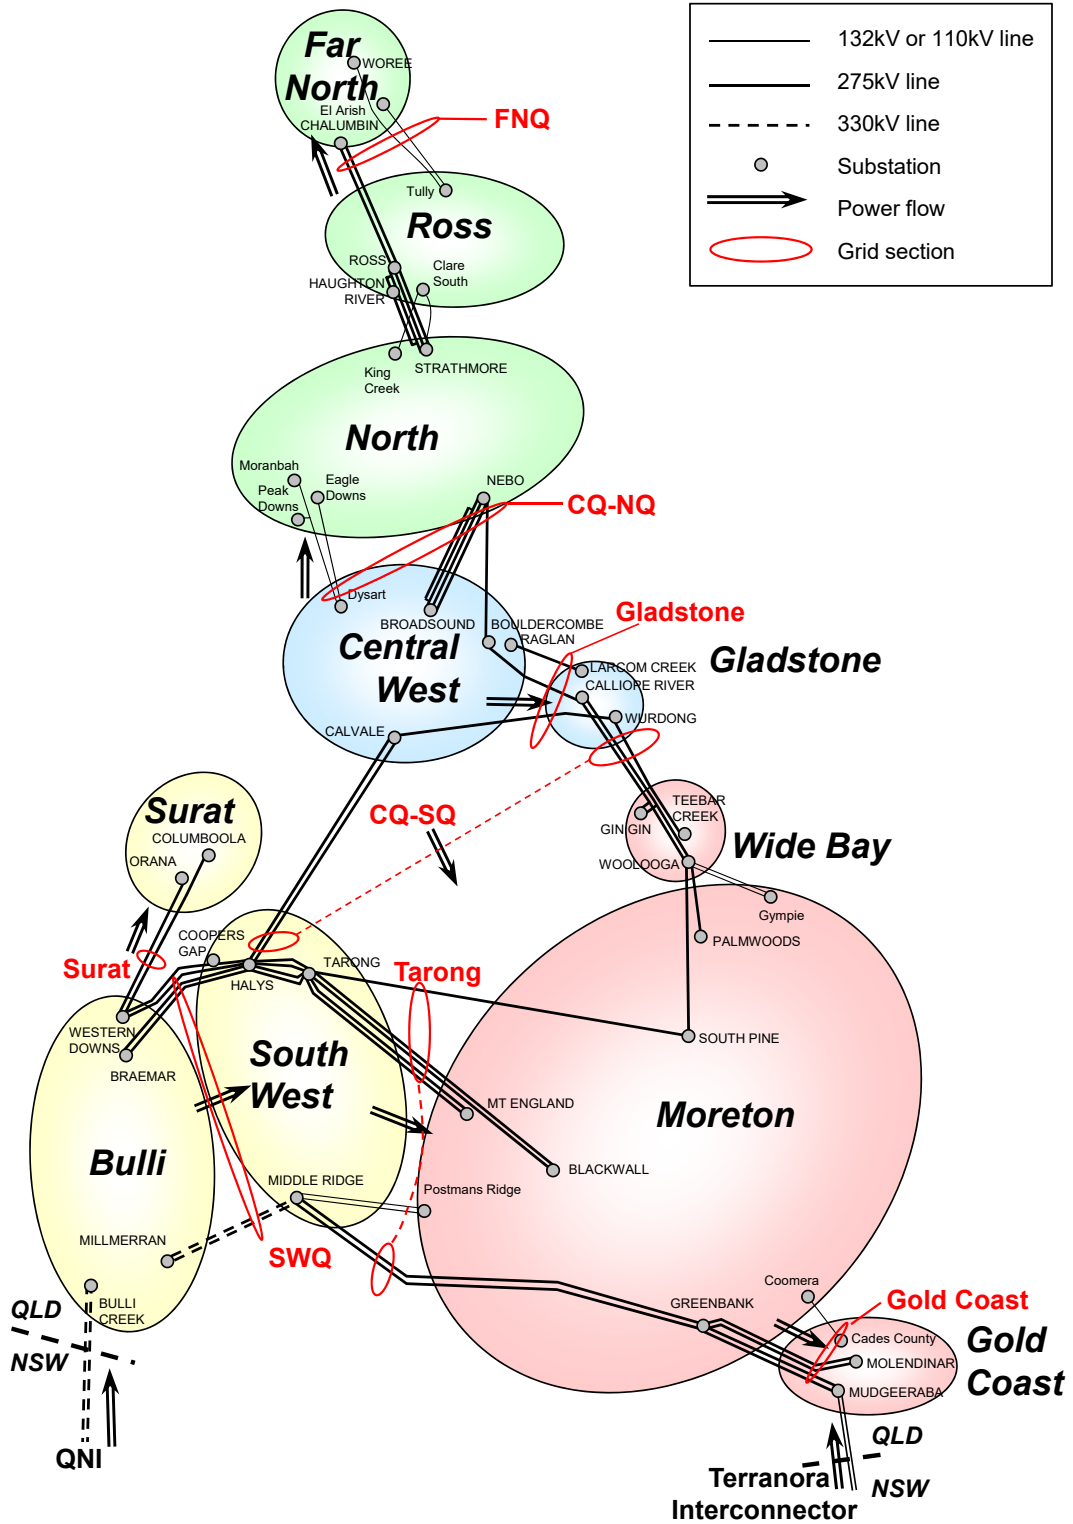 132kV or 110kV line
275kV line
330kV line
Substation
Power flow
Grid section
Far
North
WOREE
El Arish
CHALUMBIN
FNQ
Tully
Ross
ROSS
HAUGHTON
RIVER
Clare
South
King
Creek
STRATHMORE
North
Moranbah
Peak
Downs
Eagle
Downs
NEBO
CQ-NQ
Dysart
BROADSOUND
BOULDERCOMBE
RAGLAN
Gladstone
Central
West
LARCOM CREEK
CALLIOPE RIVER
Gladstone
WURDONG
CALVALE
Surat
COLUMBOOLA
ORANA
CQ-SQ
TEEBAR
CREEK
GIN GIN
WOOLOOGA
Wide Bay
Gympie
PALMWOODS
COOPERS
GAP
HALYS
TARONG
Surat
Tarong
WESTERN
DOWNS
BRAEMAR
SOUTH PINE
South
West
MT ENGLAND
Moreton
BLACKWALL
Bulli
MIDDLE RIDGE
Postmans Ridge
MILLMERRAN
SWQ
BULLI
CREEK
QLD
NSW
QNI
Coomera
GREENBANK
Gold Coast
Cades County
MOLENDINAR
MUDGEERABA
Gold
Coast
QLD
NSW
Terranora
Interconnector